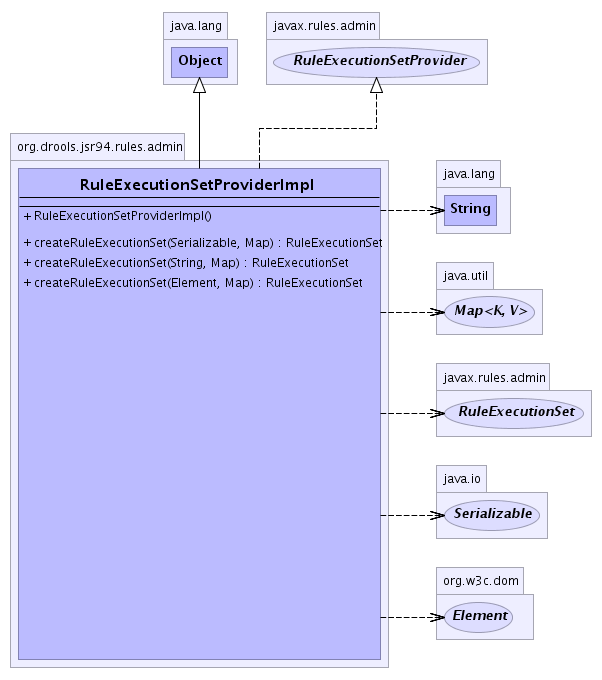 java.lang
Object
javax.rules.admin
RuleExecutionSetProvider
org.drools.jsr94.rules.admin
RuleExecutionSetProviderImpl
+ RuleExecutionSetProviderImpl()
+ createRuleExecutionSet(Serializable, Map) : RuleExecutionSet
+ createRuleExecutionSet(String, Map) : RuleExecutionSet
+ createRuleExecutionSet(Element, Map) : RuleExecutionSet
java.lang
String
java.util
Map<K, V>
javax.rules.admin
RuleExecutionSet
java.io
Serializable
org.w3c.dom
Element